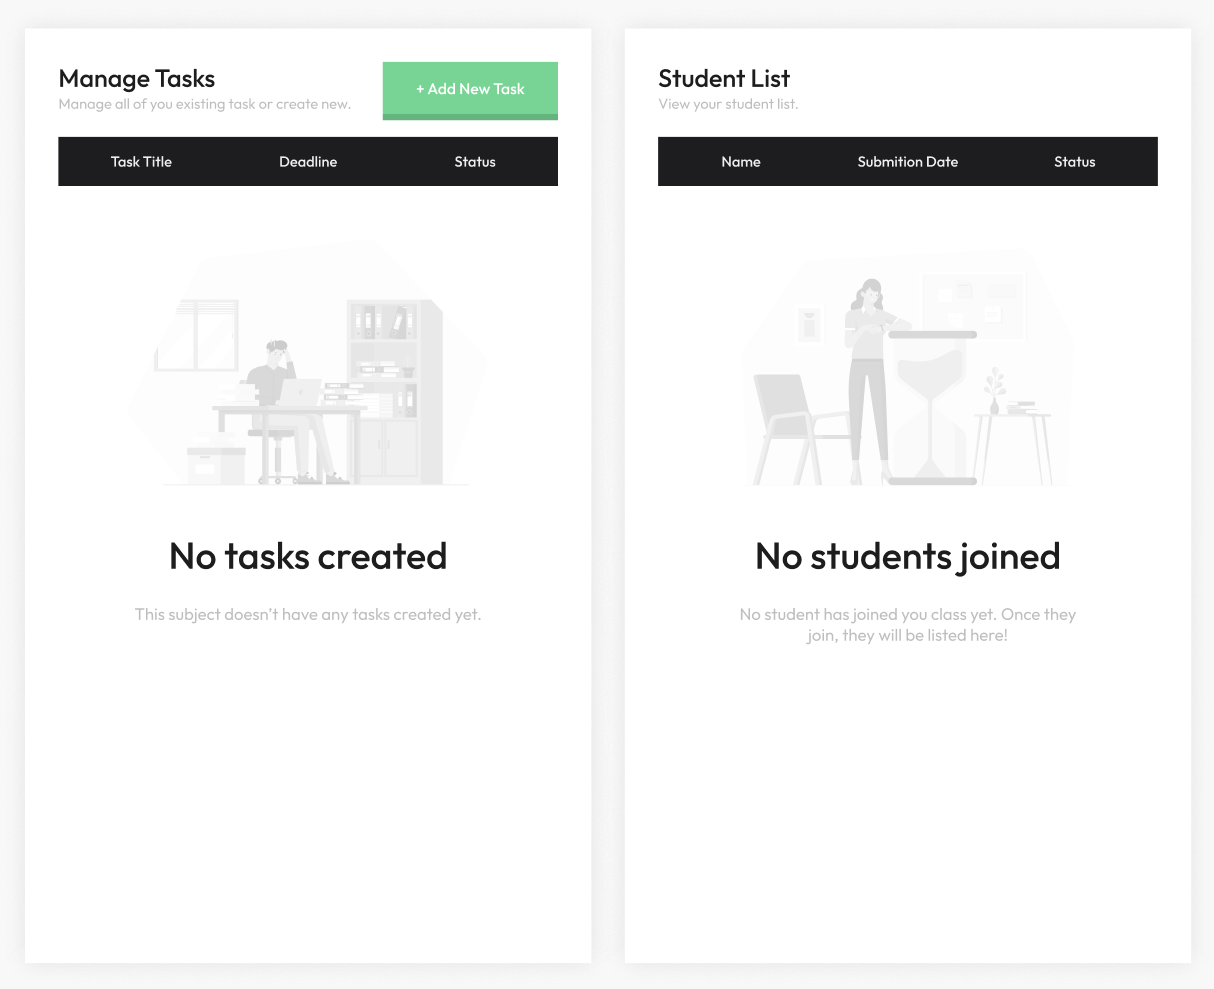 Manage Tasks
Manage all of you existing task or create new.
+ Add New Task
Task Title Deadline Status
No tasks created
This subject doesn’t have any tasks created yet.
Student List
View your student list.
Name Submition Date Status
No students joined
No student has joined you class yet. Once they
join, they will be listed here!